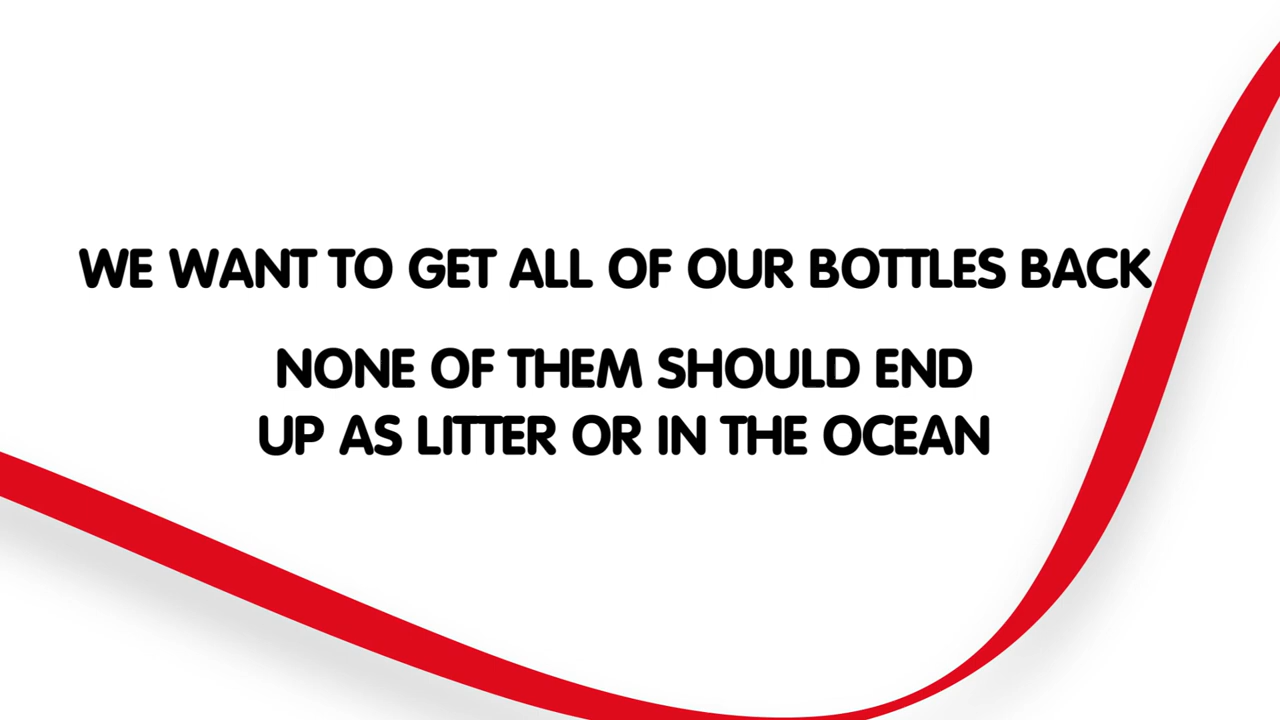 WE WANT TO GET ALL OF OUR BOTTLES BACK
NONE OF THEM SHOULD END
UP AS LITTER OR IN THE OCEAN